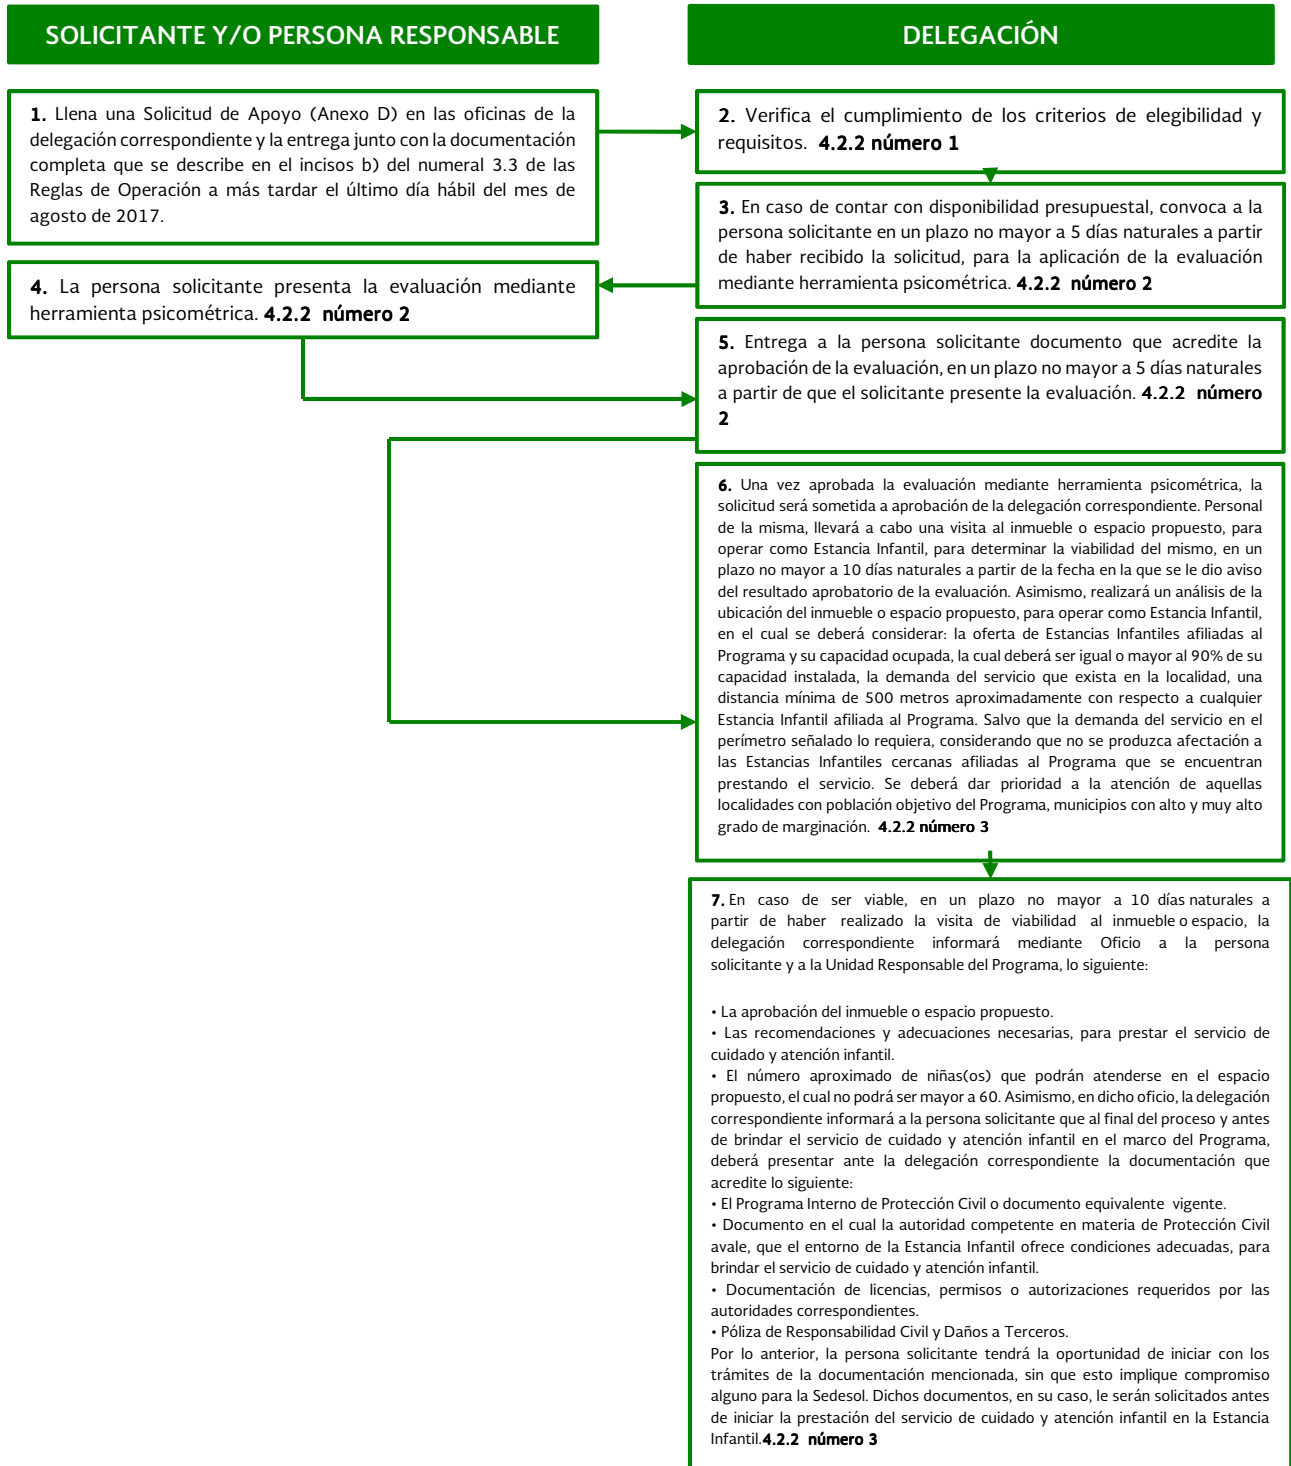 SOLICITANTE Y/O PERSONA RESPONSABLE
DELEGACIÓN
1. Llena una Solicitud de Apoyo (Anexo D) en las oficinas de la
delegación correspondiente y la entrega junto con la documentación
completa que se describe en el incisos b) del numeral 3.3 de las
Reglas de Operación a más tardar el último día hábil del mes de
agosto de 2017.
2. Verifica el cumplimiento de los criterios de elegibilidad y
requisitos. 4.2.2 número 1
3. En caso de contar con disponibilidad presupuestal, convoca a la
persona solicitante en un plazo no mayor a 5 días naturales a partir
de haber recibido la solicitud, para la aplicación de la evaluación
mediante herramienta psicométrica. 4.2.2 número 2
4. La persona solicitante presenta la evaluación mediante
herramienta psicométrica. 4.2.2 número 2
5. Entrega a la persona solicitante documento que acredite la
aprobación de la evaluación, en un plazo no mayor a 5 días naturales
a partir de que el solicitante presente la evaluación. 4.2.2 número
2
6. Una vez aprobada la evaluación mediante herramienta psicométrica, la
solicitud será sometida a aprobación de la delegación correspondiente. Personal
de la misma, llevará a cabo una visita al inmueble o espacio propuesto, para
operar como Estancia Infantil, para determinar la viabilidad del mismo, en un
plazo no mayor a 10 días naturales a partir de la fecha en la que se le dio aviso
del resultado aprobatorio de la evaluación. Asimismo, realizará un análisis de la
ubicación del inmueble o espacio propuesto, para operar como Estancia Infantil,
en el cual se deberá considerar: la oferta de Estancias Infantiles afiliadas al
Programa y su capacidad ocupada, la cual deberá ser igual o mayor al 90% de su
capacidad instalada, la demanda del servicio que exista en la localidad, una
distancia mínima de 500 metros aproximadamente con respecto a cualquier
Estancia Infantil afiliada al Programa. Salvo que la demanda del servicio en el
perímetro señalado lo requiera, considerando que no se produzca afectación a
las Estancias Infantiles cercanas afiliadas al Programa que se encuentran
prestando el servicio. Se deberá dar prioridad a la atención de aquellas
localidades con población objetivo del Programa, municipios con alto y muy alto
grado de marginación. 4.2.2 número 3
7. En caso de ser viable, en un plazo no mayor a 10 días naturales a
partir de haber realizado la visita de viabilidad al inmueble o espacio, la
delegación correspondiente informará mediante Oficio a la persona
solicitante y a la Unidad Responsable del Programa, lo siguiente:
• La aprobación del inmueble o espacio propuesto.
• Las recomendaciones y adecuaciones necesarias, para prestar el servicio de
cuidado y atención infantil.
• El número aproximado de niñas(os) que podrán atenderse en el espacio
propuesto, el cual no podrá ser mayor a 60. Asimismo, en dicho oficio, la delegación
correspondiente informará a la persona solicitante que al final del proceso y antes
de brindar el servicio de cuidado y atención infantil en el marco del Programa,
deberá presentar ante la delegación correspondiente la documentación que
acredite lo siguiente:
• El Programa Interno de Protección Civil o documento equivalente vigente.
• Documento en el cual la autoridad competente en materia de Protección Civil
avale, que el entorno de la Estancia Infantil ofrece condiciones adecuadas, para
brindar el servicio de cuidado y atención infantil.
• Documentación de licencias, permisos o autorizaciones requeridos por las
autoridades correspondientes.
• Póliza de Responsabilidad Civil y Daños a Terceros.
Por lo anterior, la persona solicitante tendrá la oportunidad de iniciar con los
trámites de la documentación mencionada, sin que esto implique compromiso
alguno para la Sedesol. Dichos documentos, en su caso, le serán solicitados antes
de iniciar la prestación del servicio de cuidado y atención infantil en la Estancia
Infantil.4.2.2 número 3